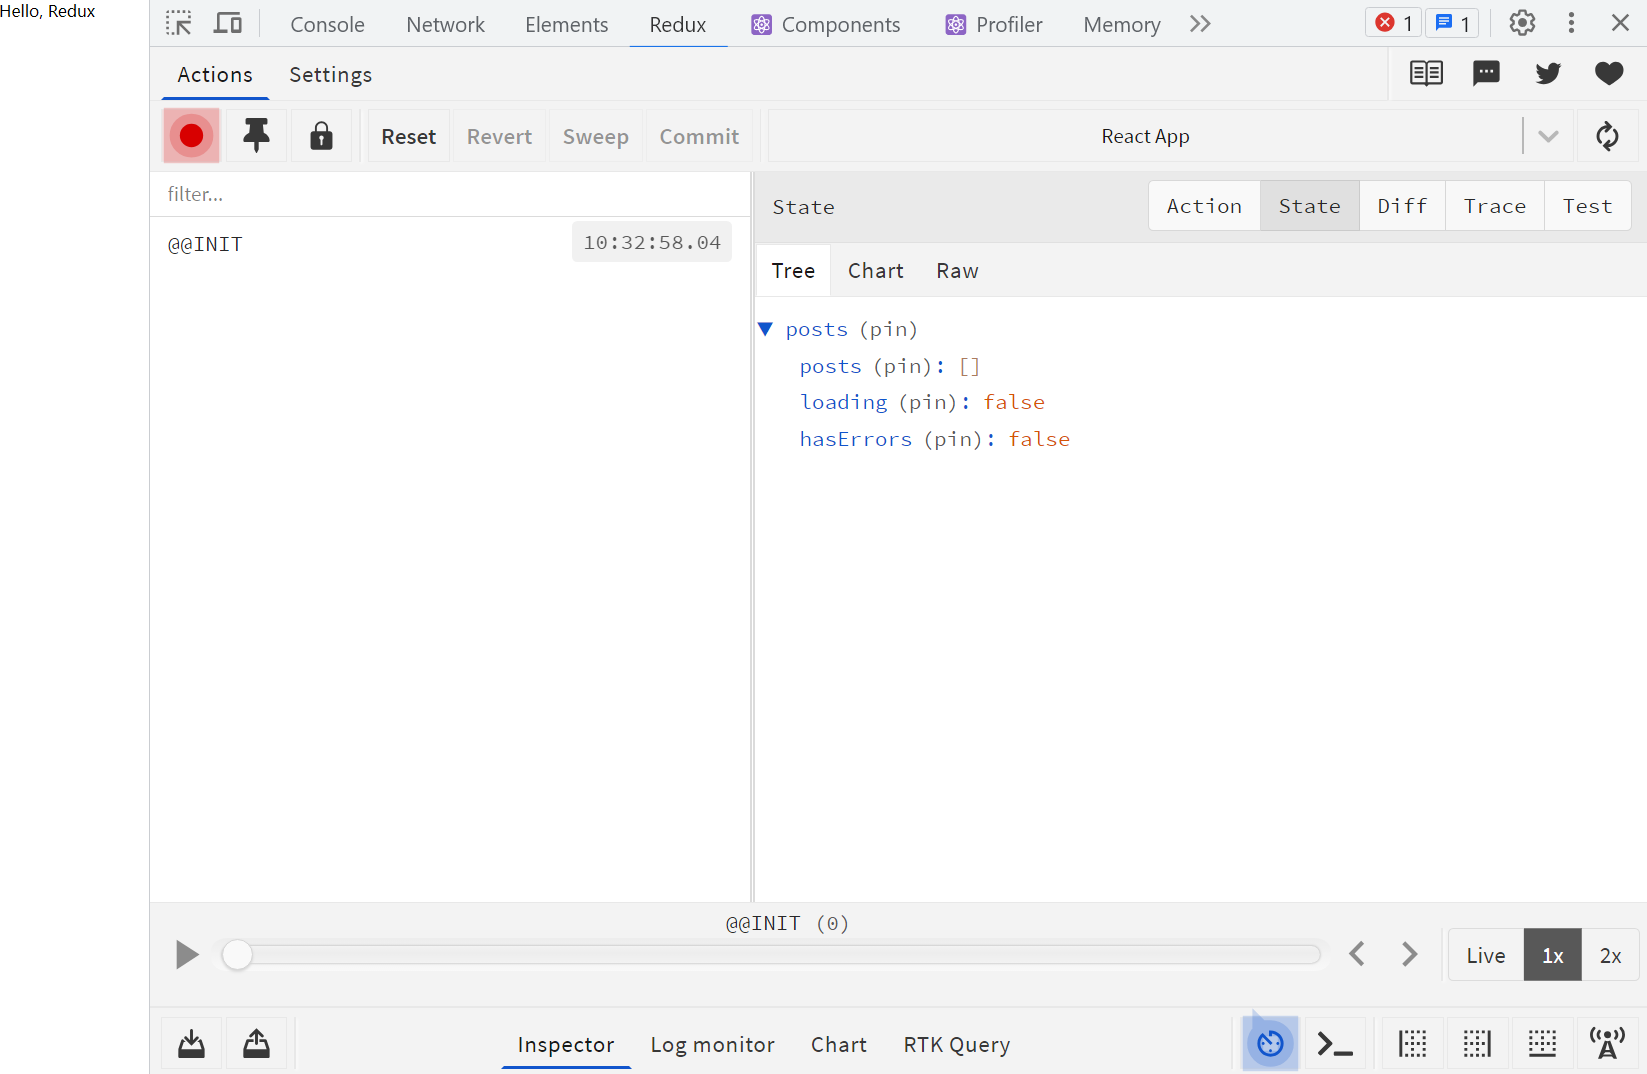 Hello, Redux
Console Network Elements Redux Components Profiler Memory 1 1
Actions Settings
Reset Revert Sweep Commit React App
filter...
State Action State Diff Trace Test
@@INIT 10:32:58.04
Tree Chart Raw
posts (pin)
posts (pin): []
loading (pin): false
hasErrors (pin): false
@@INIT (0)
Live 1x 2x
Inspector Log monitor Chart RTK Query